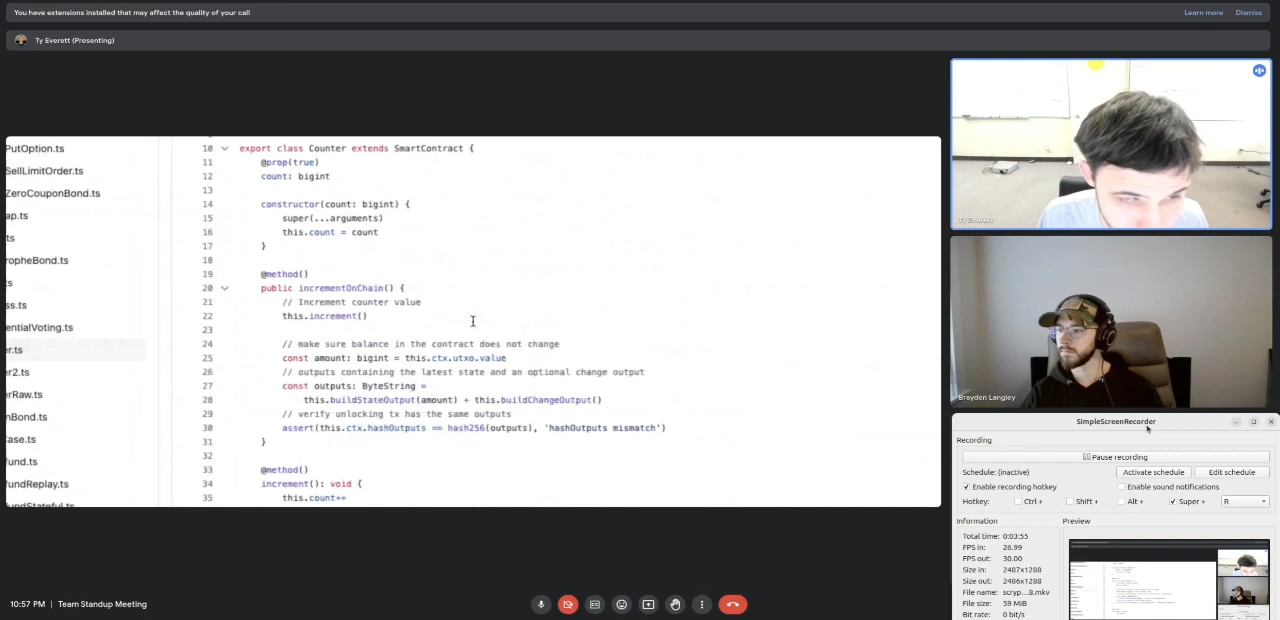 You have extensions installed that may affect the quality of your call
Learn more
Dismiss
Ty Everett (Presenting)
PutOption.ts
SellLimitOrder.ts
ZeroCouponBond.ts
ap.ts
ts
ropheBond.ts
ts
ss.ts
entialVoting.ts
er.ts
er2.ts
erRaw.ts
nBond.ts
Case.ts
fund.ts
fundReplay.ts
fundStateful.ts
10 export class Counter extends SmartContract {
11 @prop(true)
12 count: bigint
13
14 constructor(count: bigint) {
15 super(...arguments)
16 this.count = count
17 }
18
19 @method()
20 public incrementOnChain() {
21 // Increment counter value
22 this.increment()
23
24 // make sure balance in the contract does not change
25 const amount: bigint = this.ctx.utxo.value
26 // outputs containing the latest state and an optional change output
27 const outputs: ByteString =
28 this.buildStateOutput(amount) + this.buildChangeOutput()
29 // verify unlocking tx has the same outputs
30 assert(this.ctx.hashOutputs == hash256(outputs), 'hashOutputs mismatch')
31 }
32
33 @method()
34 increment(): void {
35 this.count++
Ty Everett
Brayden Langley
SimpleScreenRecorder
Recording
Pause recording
Schedule: (inactive)
Activate schedule
Edit schedule
Enable recording hotkey
Enable sound notifications
Hotkey:
Ctrl +
Shift +
Alt +
Super +
R
Information
Preview
Total time: 0:03:55
FPS in: 26.99
FPS out: 30.00
Size in: 2487x1288
Size out: 2486x1288
File name: scryp...8.mkv
File size: 59 MiB
Bit rate: 0 bit/s
10:57 PM | Team Standup Meeting